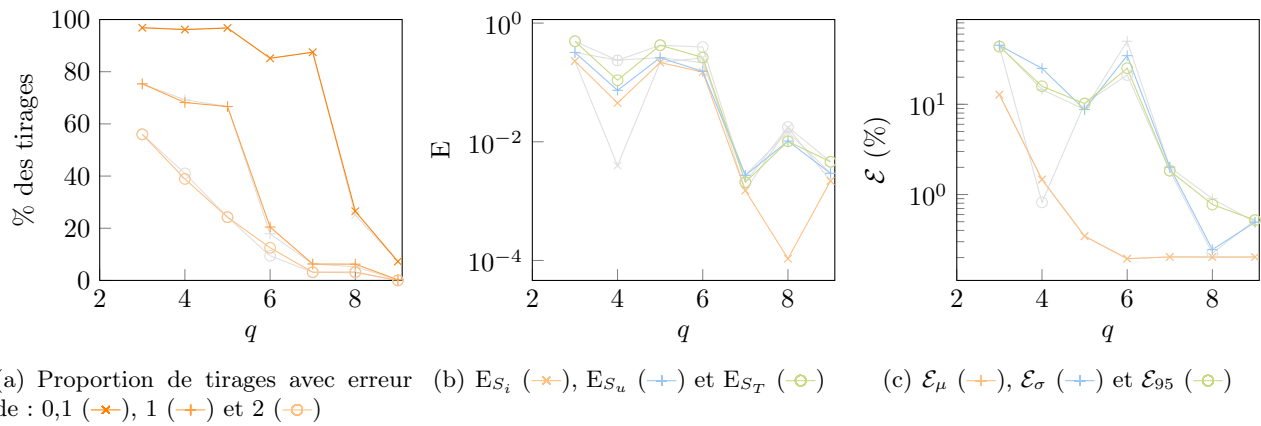 100
80
60
40
20
0
% des tirages
2 4 6 8
q
10^0
10^−2
10^−4
E
2 4 6 8
q
10^1
10^0
ℰ (%)
2 4 6 8
q
(a) Proportion de tirages avec erreur
de : 0,1 (), 1 () et 2 ()
(b) E_{S_i} (), E_{S_u} () et E_{S_T} ()
(c) ℰ_μ (), ℰ_σ () et ℰ_95 ()